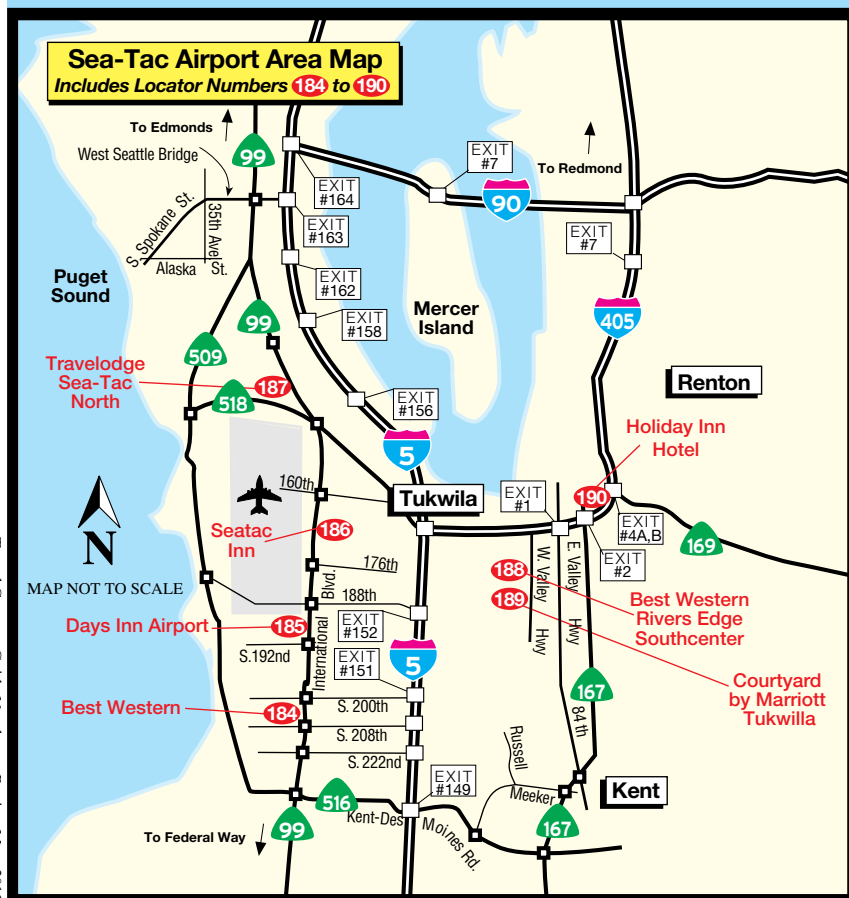 Sea-Tac Airport Area Map
Includes Locator Numbers 184 to 190
To Edmonds
West Seattle Bridge
99
EXIT
#164
EXIT
#7
To Redmond
90
S. Spokane St.
35th Ave
Alaska St.
EXIT
#163
EXIT
#7
EXIT
#162
Puget
Sound
Mercer
Island
EXIT
#158
99
405
509
Travelodge
Sea-Tac
North
187
518
EXIT
#156
Renton
5
Holiday Inn
Hotel
190
160th
Tukwila
EXIT
#1
EXIT
#4A,B
169
N
MAP NOT TO SCALE
Seatac
Inn
186
EXIT
#2
176th
188
189
W. Valley
Hwy
E. Valley
Hwy
Best Western
Rivers Edge
Southcenter
188th
International
Blvd.
Days Inn Airport
185
EXIT
#152
S.192nd
EXIT
#151
5
Courtyard
by Marriott
Tukwilla
167
84 th
Best Western
184
S. 200th
S. 208th
S. 222nd
Russell
EXIT
#149
Meeker
Kent
516
Kent-Des Moines Rd.
167
To Federal Way
99